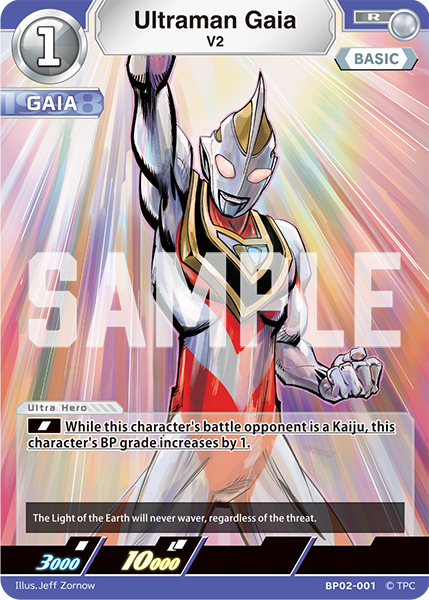 Ultraman Gaia
V2
R
1
BASIC
1998
GAIA
SAMPLE
Ultra Hero
While this character's battle opponent is a Kaiju, this
character's BP grade increases by 1.
The Light of the Earth will never waver, regardless of the threat.
3000 10000
Illus.Jeff Zornow BP02-001 © TPC